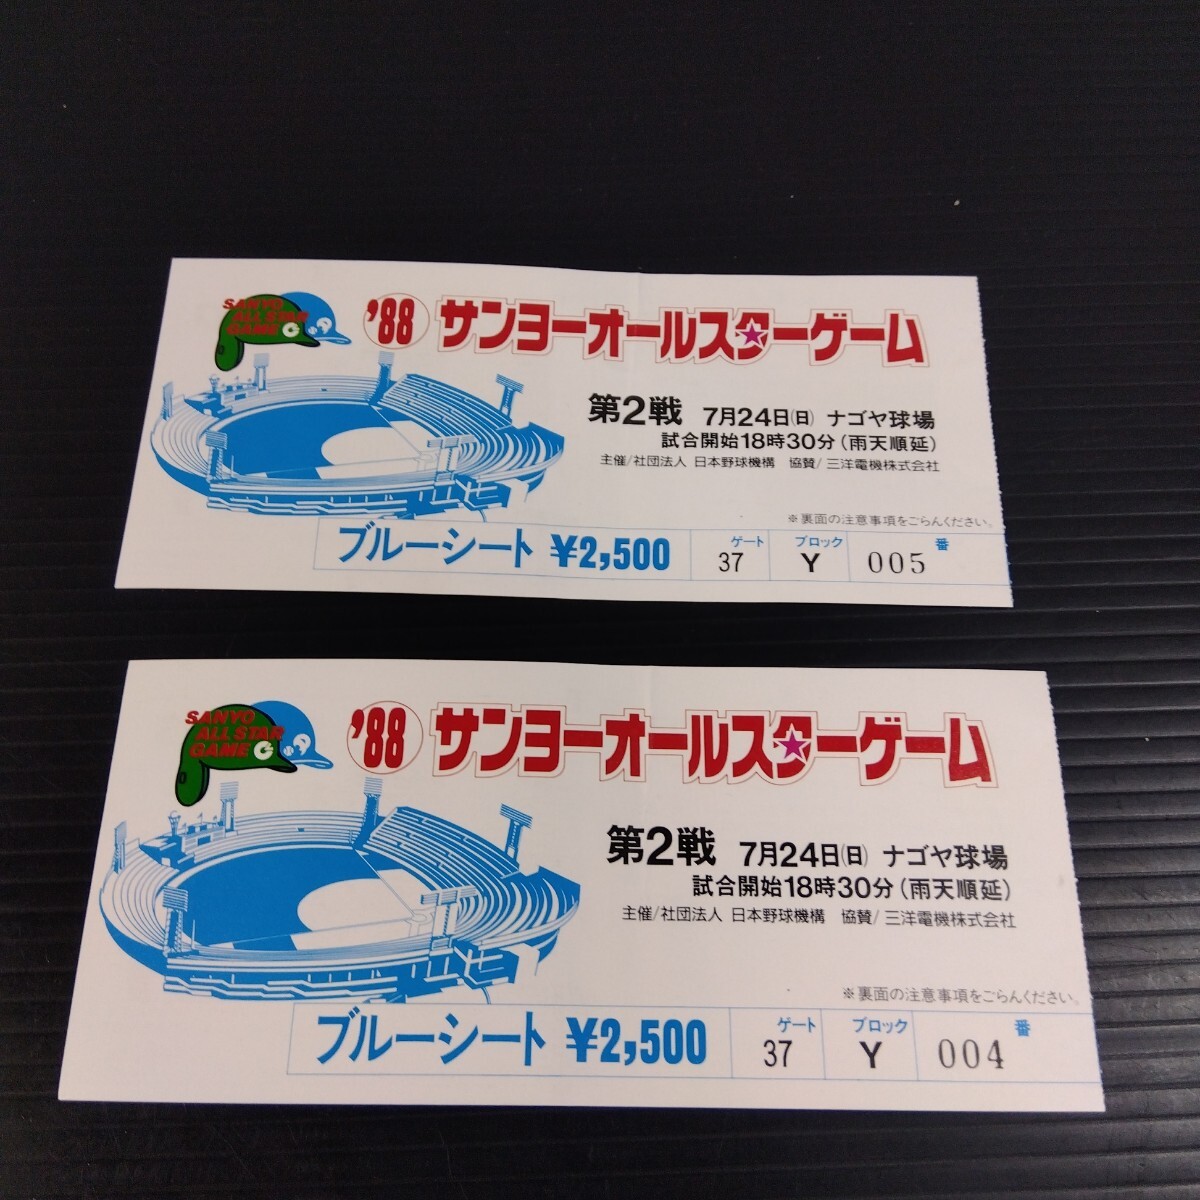 SANYO
ALL STAR
GAME
'88 サンヨーオールスターゲーム
第2戦 7月24日(日) ナゴヤ球場
試合開始18時30分(雨天順延)
主催/社団法人 日本野球機構 協賛/三洋電機株式会社
※裏面の注意事項をごらんください。
ブルーシート ¥2,500 ゲート 37 ブロック Y 005 番
SANYO
ALL STAR
GAME
'88 サンヨーオールスターゲーム
第2戦 7月24日(日) ナゴヤ球場
試合開始18時30分(雨天順延)
主催/社団法人 日本野球機構 協賛/三洋電機株式会社
※裏面の注意事項をごらんください。
ブルーシート ¥2,500 ゲート 37 ブロック Y 004 番